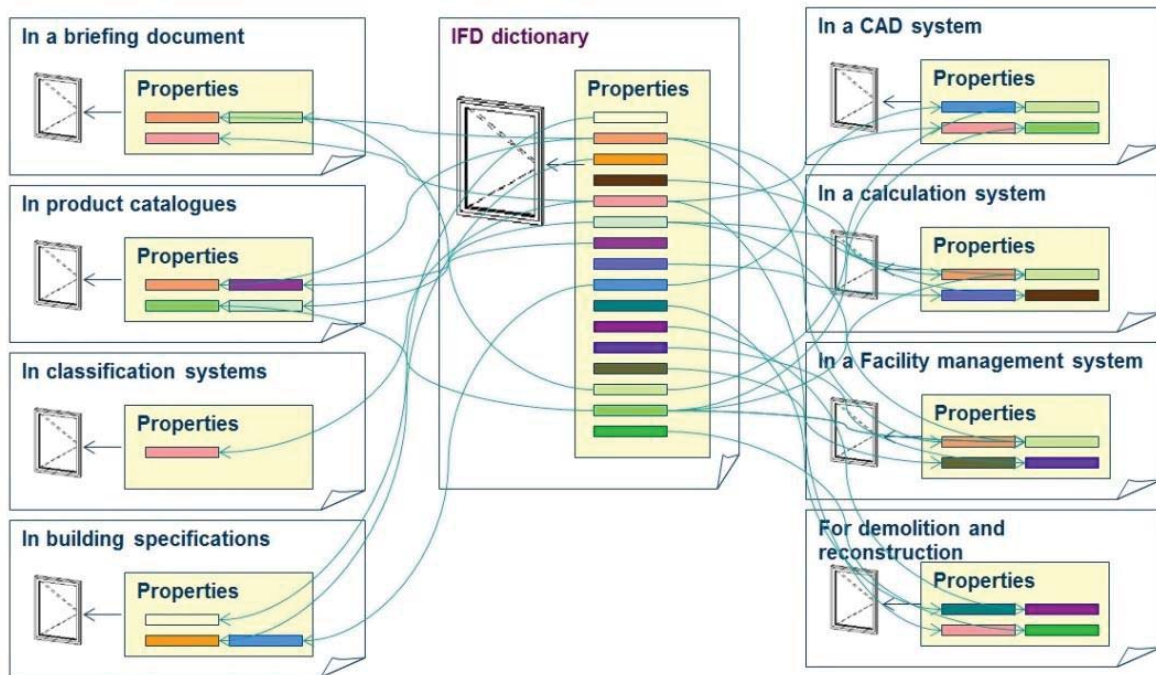 In a briefing document
Properties
In product catalogues
Properties
In classification systems
Properties
In building specifications
Properties
IFD dictionary
Properties
In a CAD system
Properties
In a calculation system
Properties
In a Facility management system
Properties
For demolition and
reconstruction
Properties